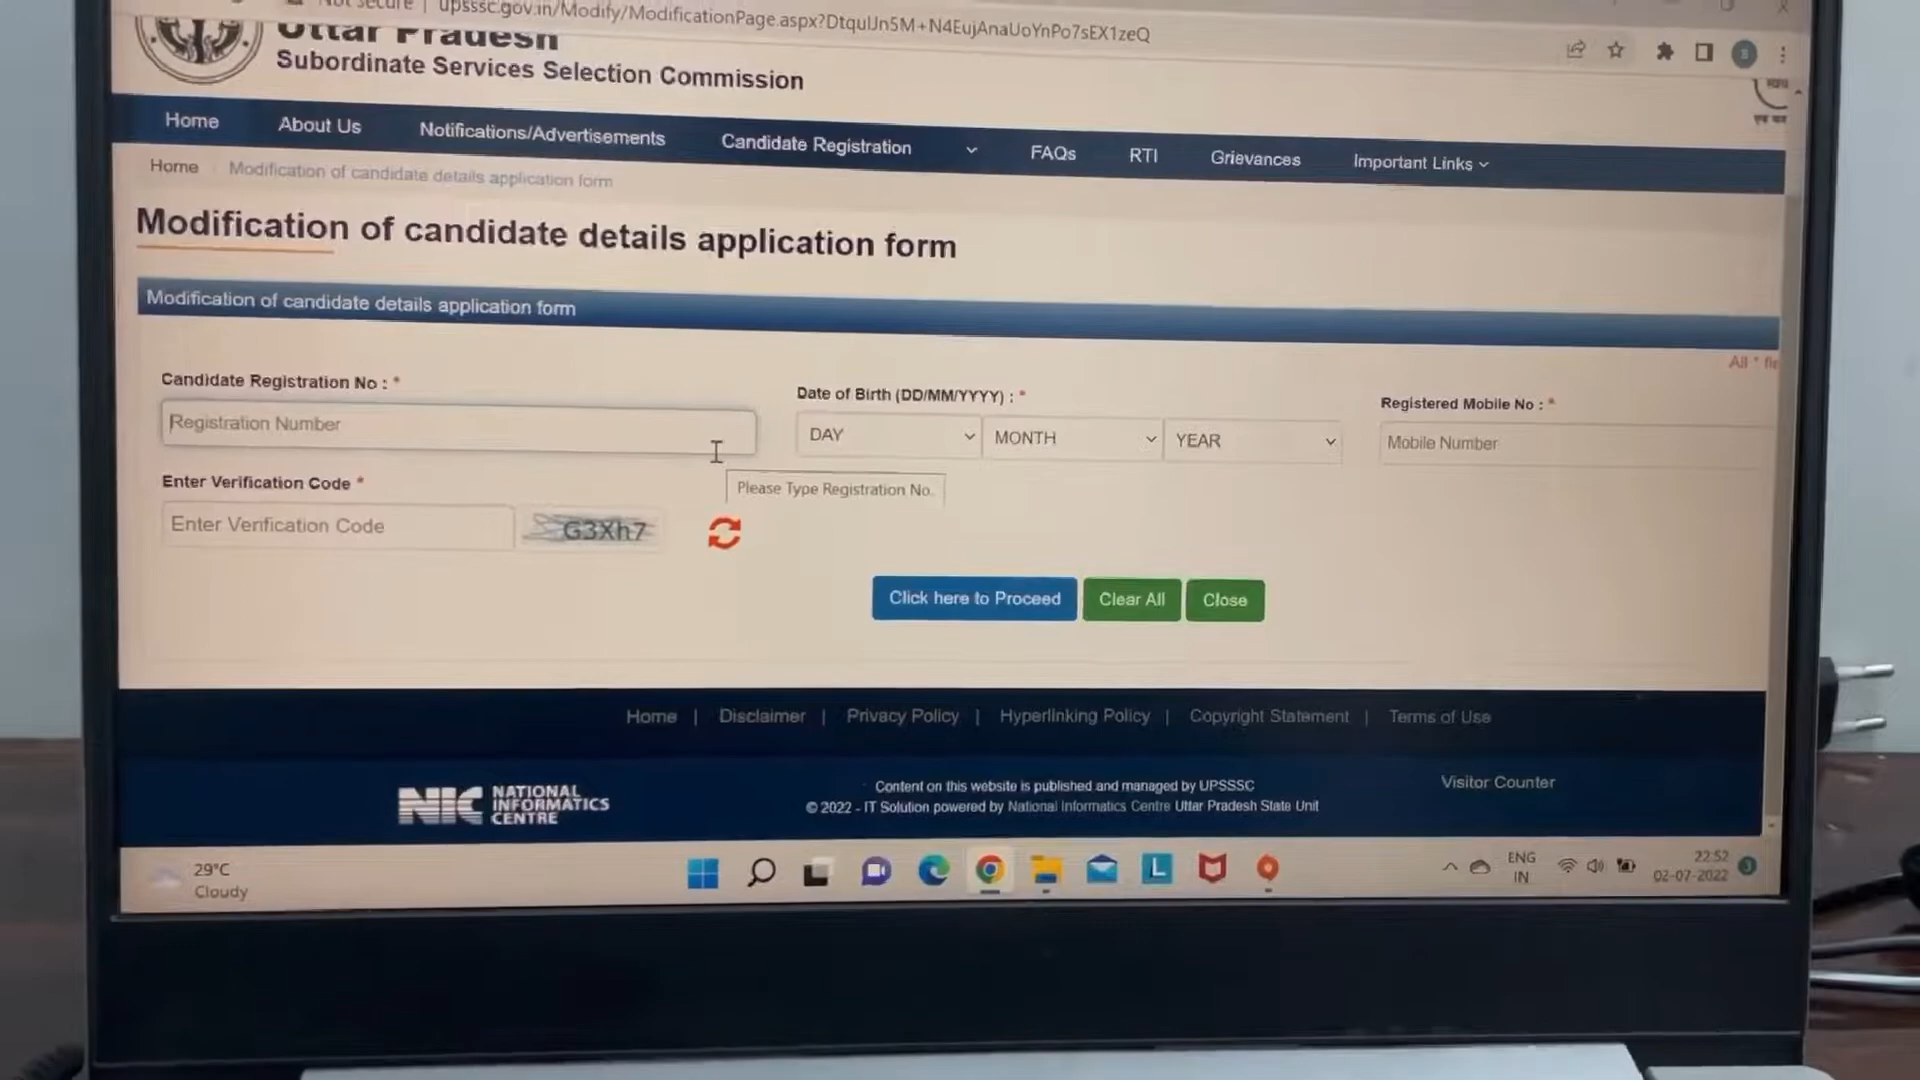 Not secure | upsssc.gov.in/Modify/ModificationPage.aspx?DtquIJn5M+N4EujAnaUoYnPo7sEX1zeQ
Uttar Pradesh
Subordinate Services Selection Commission
Home About Us Notifications/Advertisements Candidate Registration FAQs RTI Grievances Important Links
Home Modification of candidate details application form
Modification of candidate details application form
Modification of candidate details application form
All *
Candidate Registration No : * Date of Birth (DD/MM/YYYY) : * Registered Mobile No : *
Registration Number DAY MONTH YEAR Mobile Number
Enter Verification Code *
Please Type Registration No.
Enter Verification Code G3Xh7
Click here to Proceed Clear All Close
Home | Disclaimer | Privacy Policy | Hyperlinking Policy | Copyright Statement | Terms of Use
NIC NATIONAL
INFORMATICS
CENTRE
Content on this website is published and managed by UPSSSC
© 2022 - IT Solution powered by National Informatics Centre Uttar Pradesh State Unit
Visitor Counter
29°C
Cloudy
L
ENG
IN
22:52
02-07-2022